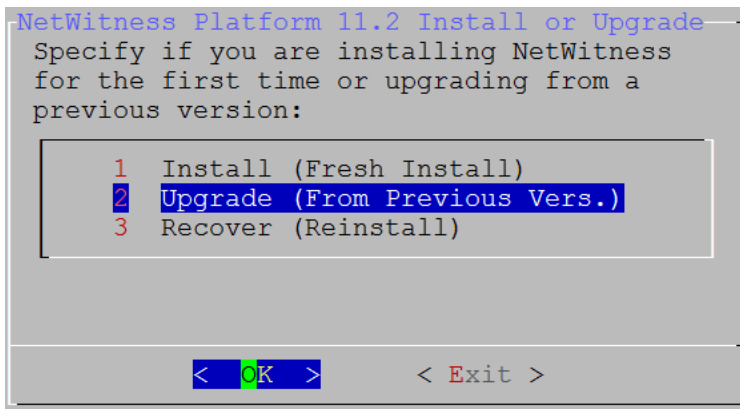 NetWitness Platform 11.2 Install or Upgrade
Specify if you are installing NetWitness
for the first time or upgrading from a
previous version:
1 Install (Fresh Install)
2 Upgrade (From Previous Vers.)
3 Recover (Reinstall)
< OK > < Exit >